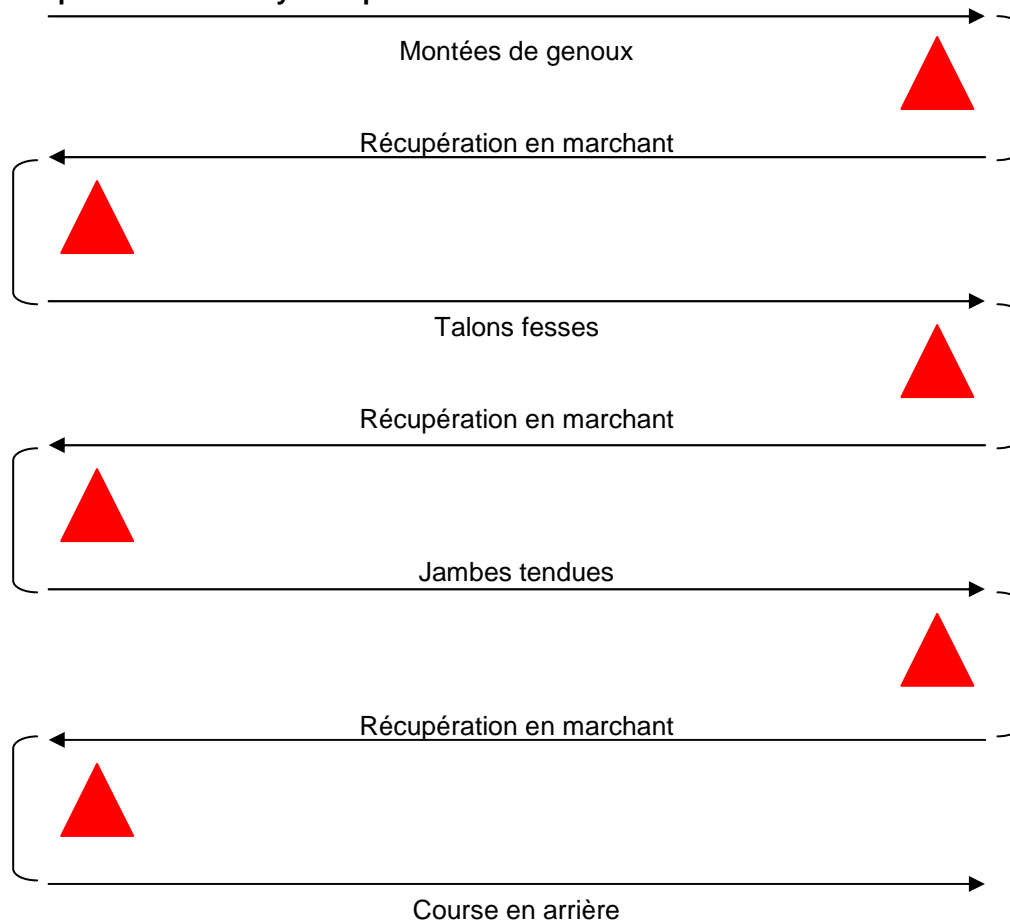 Montées de genoux
Récupération en marchant
Talons fesses
Récupération en marchant
Jambes tendues
Récupération en marchant
Course en arrière